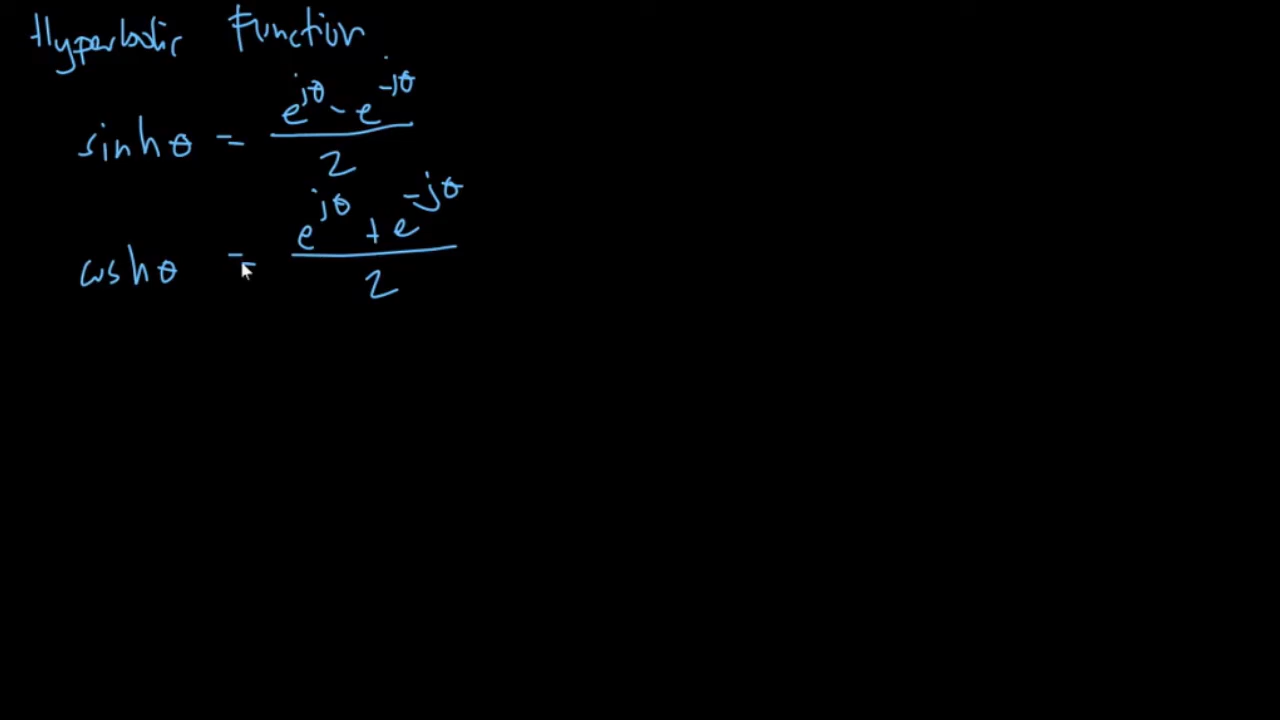 Hyperbolic Function
sinhθ = (e^{jθ} - e^{-jθ})/2
coshθ = (e^{jθ} + e^{-jθ})/2